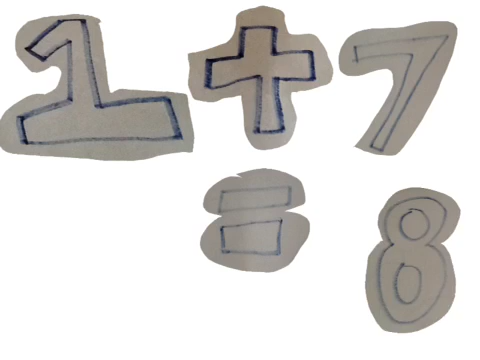 1 + 7
= 8